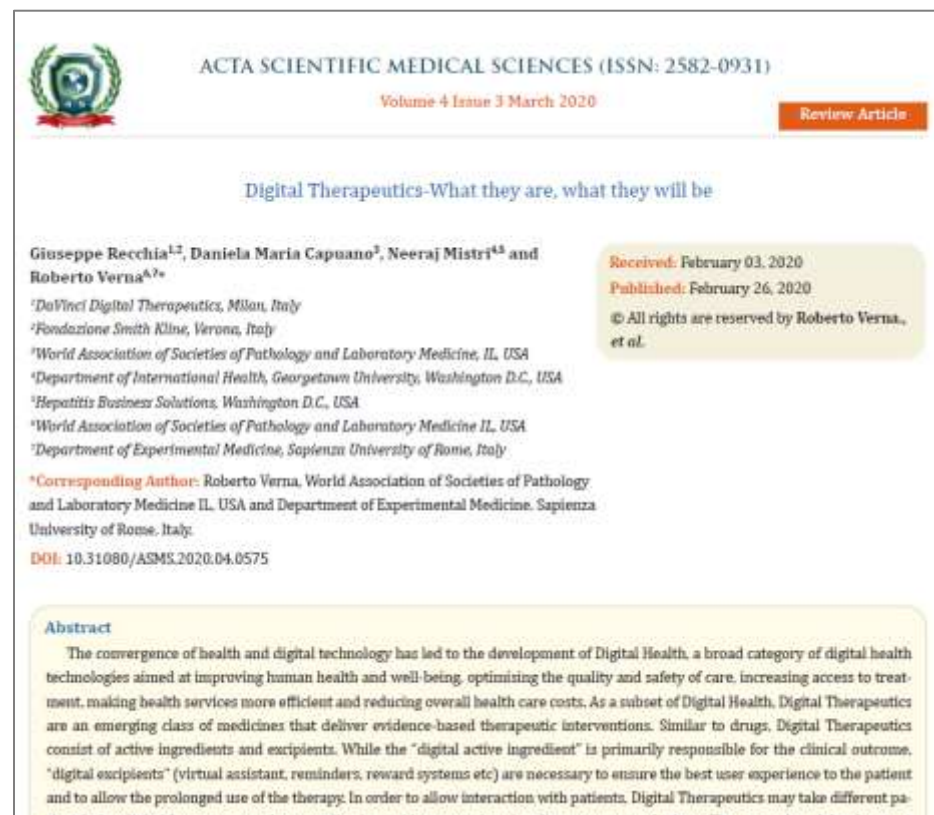 ACTA SCIENTIFIC MEDICAL SCIENCES (ISSN: 2582-0931)
Volume 4 Issue 3 March 2020
Review Article
Digital Therapeutics-What they are, what they will be
Giuseppe Recchia1,2, Daniela Maria Capuano3, Neeraj Mistri4,5 and
Roberto Verna6,7*
1DaVinci Digital Therapeutics, Milan, Italy
2Fondazione Smith Kline, Verona, Italy
3World Association of Societies of Pathology and Laboratory Medicine, IL, USA
4Department of International Health, Georgetown University, Washington D.C., USA
5Hepatitis Business Solutions, Washington D.C., USA
6World Association of Societies of Pathology and Laboratory Medicine IL, USA
7Department of Experimental Medicine, Sapienza University of Rome, Italy
*Corresponding Author: Roberto Verna, World Association of Societies of Pathology
and Laboratory Medicine IL, USA and Department of Experimental Medicine, Sapienza
University of Rome, Italy.
DOI: 10.31080/ASMS.2020.04.0575
Received: February 03, 2020
Published: February 26, 2020
© All rights are reserved by Roberto Verna.,
et al.
Abstract
The convergence of health and digital technology has led to the development of Digital Health, a broad category of digital health
technologies aimed at improving human health and well-being, optimising the quality and safety of care, increasing access to treat-
ment, making health services more efficient and reducing overall health care costs. As a subset of Digital Health, Digital Therapeutics
are an emerging class of medicines that deliver evidence-based therapeutic interventions. Similar to drugs, Digital Therapeutics
consist of active ingredients and excipients. While the "digital active ingredient" is primarily responsible for the clinical outcome,
"digital excipients" (virtual assistant, reminders, reward systems etc) are necessary to ensure the best user experience to the patient
and to allow the prolonged use of the therapy. In order to allow interaction with patients, Digital Therapeutics may take different pa-